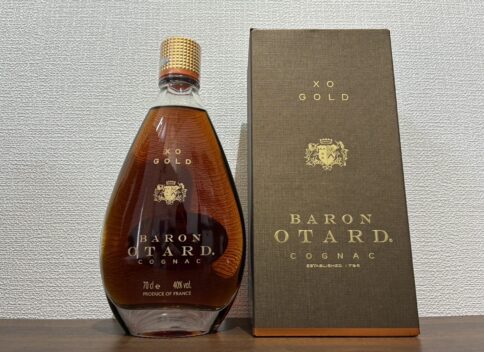 XO
GOLD
BARON
OTARD.
COGNAC
70 cl e 40% vol.
PRODUCE OF FRANCE
XO
GOLD
BARON
OTARD.
COGNAC
ESTABLISHED 1795